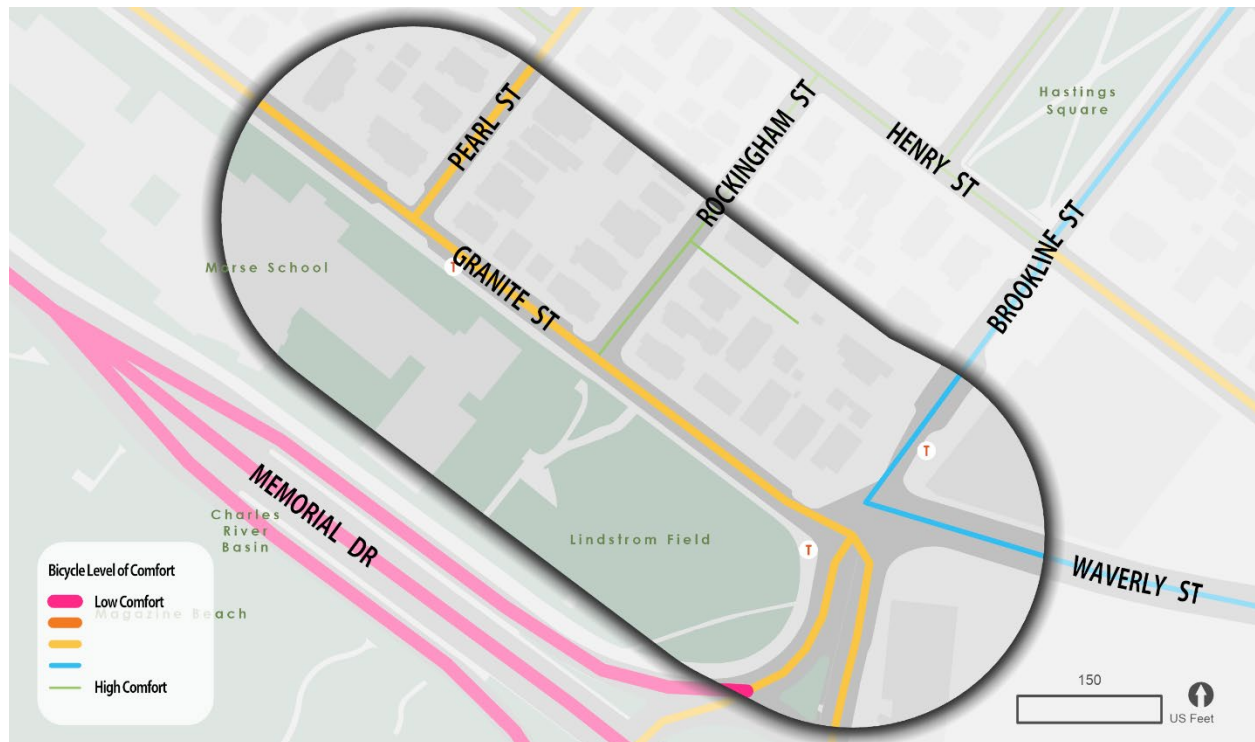 PEARL ST
ROCKINGHAM ST
Hastings
Square
HENRY ST
BROOKLINE ST
Morse School
T
GRANITE ST
T
MEMORIAL DR
Charles
River
Basin
Lindstrom Field
T
WAVERLY ST
Bicycle Level of Comfort
Low Comfort
Magazine Beach
High Comfort
150
US Feet